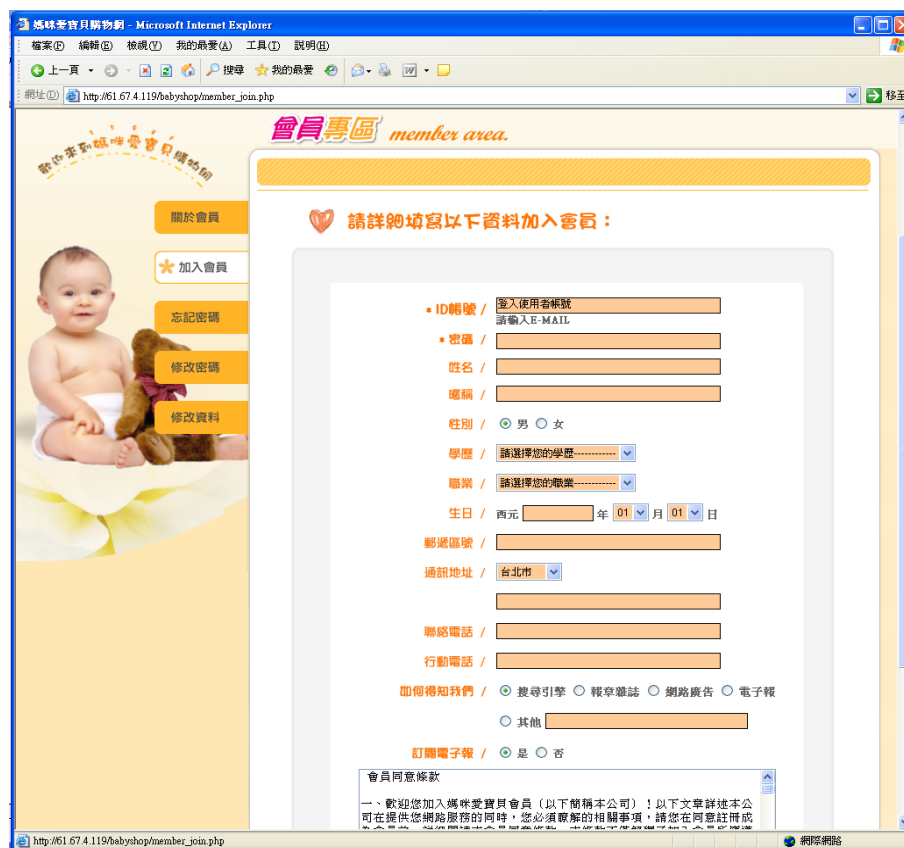 媽咪愛寶貝購物網 - Microsoft Internet Explorer
檔案(F) 編輯(E) 檢視(V) 我的最愛(A) 工具(T) 說明(H)
上一頁 搜尋 我的最愛
網址(D) http://61.67.4.119/babyshop/member_join.php 移至
歡迎來到媽咪愛寶貝購物網
會員專區 member area.
關於會員
加入會員
忘記密碼
修改密碼
修改資料
請詳細填寫以下資料加入會員：
* ID帳號 / 登入使用者帳號
請輸入E-MAIL
* 密碼 /
姓名 /
暱稱 /
性別 / 男 女
學歷 / 請選擇您的學歷------------
職業 / 請選擇您的職業------------
生日 / 西元 年 01 月 01 日
郵遞區號 /
通訊地址 / 台北市
聯絡電話 /
行動電話 /
如何得知我們 / 搜尋引擎 報章雜誌 網路廣告 電子報
其他
訂閱電子報 / 是 否
會員同意條款
一、歡迎您加入媽咪愛寶貝會員（以下簡稱本公司）！以下文章詳述本公
司在提供您網路服務的同時，您必須瞭解的相關事項，請您在同意註冊成
http://61.67.4.119/babyshop/member_join.php 網際網路